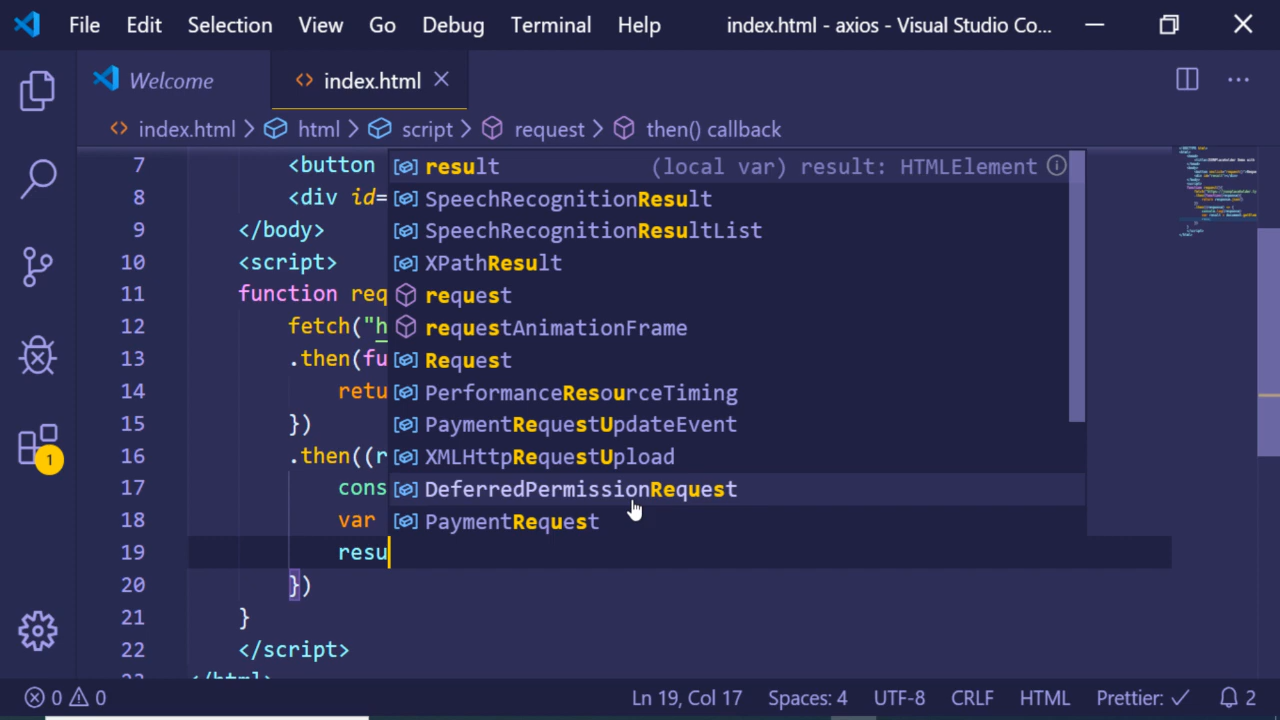 File Edit Selection View Go Debug Terminal Help index.html - axios - Visual Studio Co...
Welcome index.html
index.html > html > script > request > then() callback
7 <button result (local var) result: HTMLElement
8 <div id= SpeechRecognitionResult
9 </body> SpeechRecognitionResultList
10 <script> XPathResult
11 function req request
12 fetch("h requestAnimationFrame
13 .then(fu Request
14 retu PerformanceResourceTiming
15 }) PaymentRequestUpdateEvent
16 .then((r XMLHttpRequestUpload
17 cons DeferredPermissionRequest
18 var PaymentRequest
19 resu
20 })
21 }
22 </script>
1
0 0 Ln 19, Col 17 Spaces: 4 UTF-8 CRLF HTML Prettier: ✓ 2